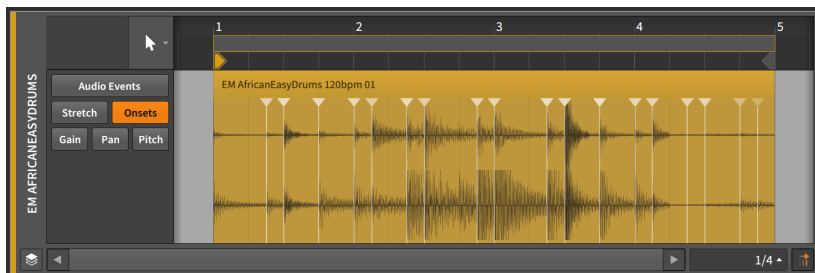 1 2 3 4 5
EM AFRICANEASYDRUMS
Audio Events
Stretch Onsets
Gain Pan Pitch
EM AfricanEasyDrums 120bpm 01
1/4